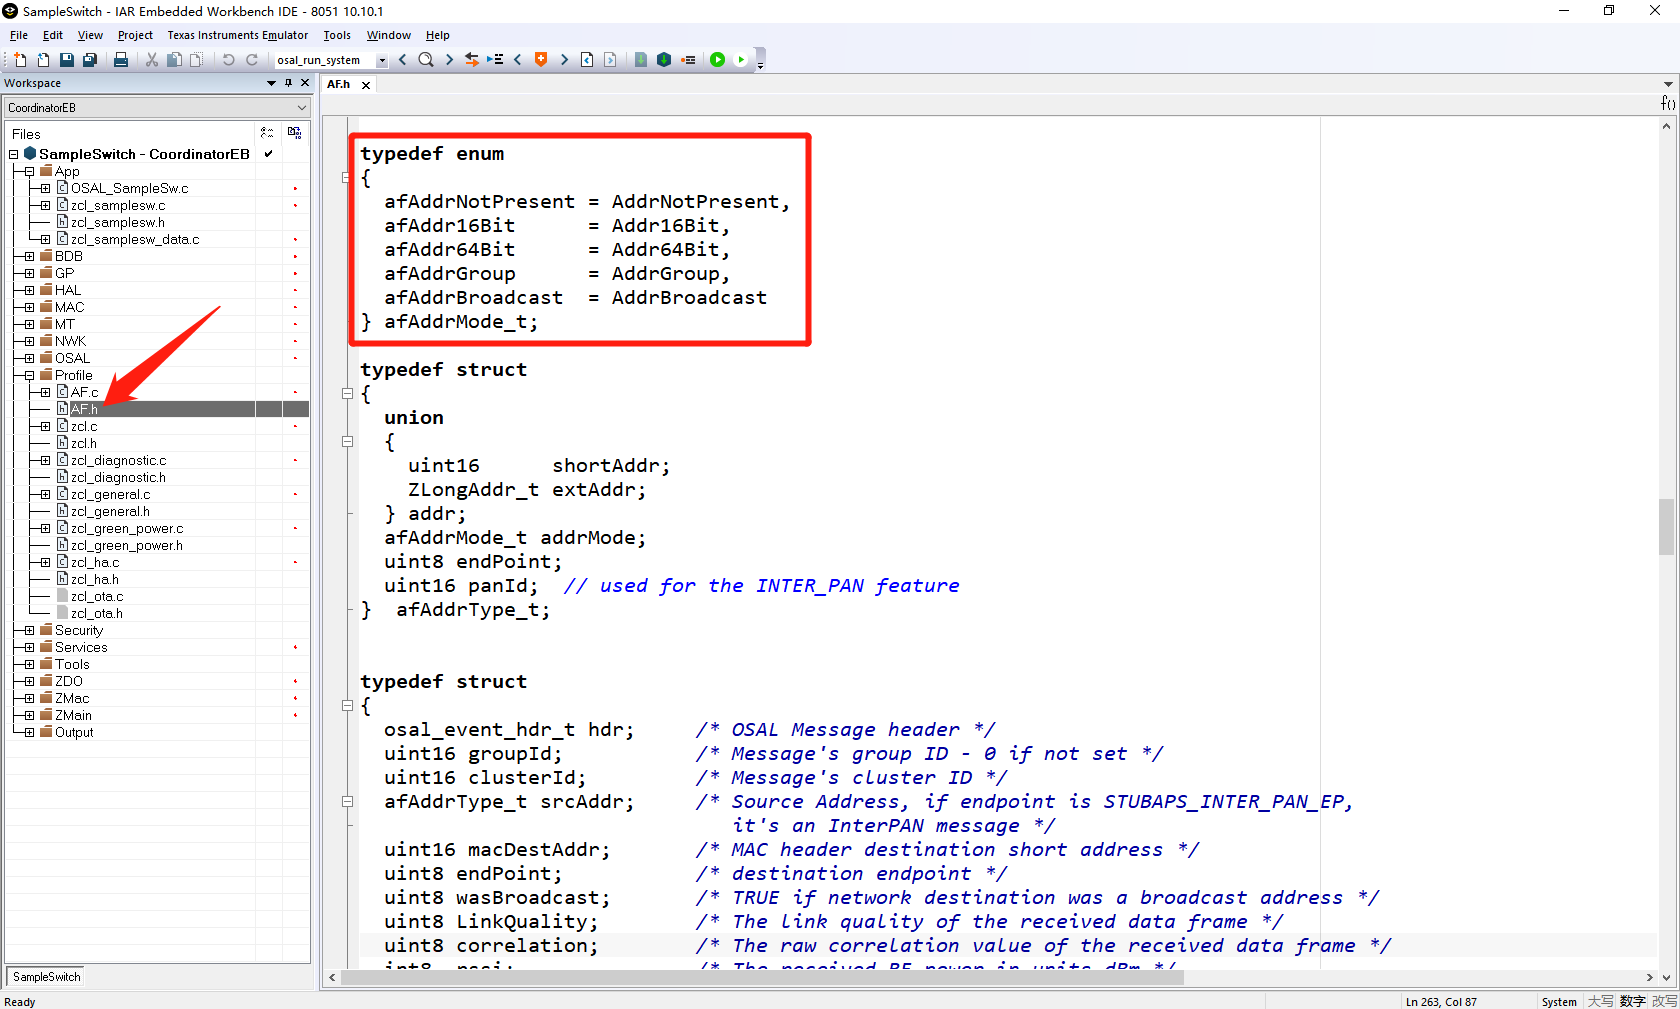 SampleSwitch - IAR Embedded Workbench IDE - 8051 10.10.1
File Edit View Project Texas Instruments Emulator Tools Window Help
osal_run_system
Workspace
CoordinatorEB
Files
SampleSwitch - CoordinatorEB
App
OSAL_SampleSw.c
zcl_samplesw.c
zcl_samplesw.h
zcl_samplesw_data.c
BDB
GP
HAL
MAC
MT
NWK
OSAL
Profile
AF.c
AF.h
zcl.c
zcl.h
zcl_diagnostic.c
zcl_diagnostic.h
zcl_general.c
zcl_general.h
zcl_green_power.c
zcl_green_power.h
zcl_ha.c
zcl_ha.h
zcl_ota.c
zcl_ota.h
Security
Services
Tools
ZDO
ZMac
ZMain
Output
SampleSwitch
AF.h
f()
typedef enum
{
afAddrNotPresent = AddrNotPresent,
afAddr16Bit = Addr16Bit,
afAddr64Bit = Addr64Bit,
afAddrGroup = AddrGroup,
afAddrBroadcast = AddrBroadcast
} afAddrMode_t;
typedef struct
{
union
{
uint16 shortAddr;
ZLongAddr_t extAddr;
} addr;
afAddrMode_t addrMode;
uint8 endPoint;
uint16 panId; // used for the INTER_PAN feature
} afAddrType_t;
typedef struct
{
osal_event_hdr_t hdr; /* OSAL Message header */
uint16 groupId; /* Message's group ID - 0 if not set */
uint16 clusterId; /* Message's cluster ID */
afAddrType_t srcAddr; /* Source Address, if endpoint is STUBAPS_INTER_PAN_EP,
it's an InterPAN message */
uint16 macDestAddr; /* MAC header destination short address */
uint8 endPoint; /* destination endpoint */
uint8 wasBroadcast; /* TRUE if network destination was a broadcast address */
uint8 LinkQuality; /* The link quality of the received data frame */
uint8 correlation; /* The raw correlation value of the received data frame */
int8 rssi; /* The received RF power in units dBm */
Ready
Ln 263, Col 87
System
大写 数字 改写